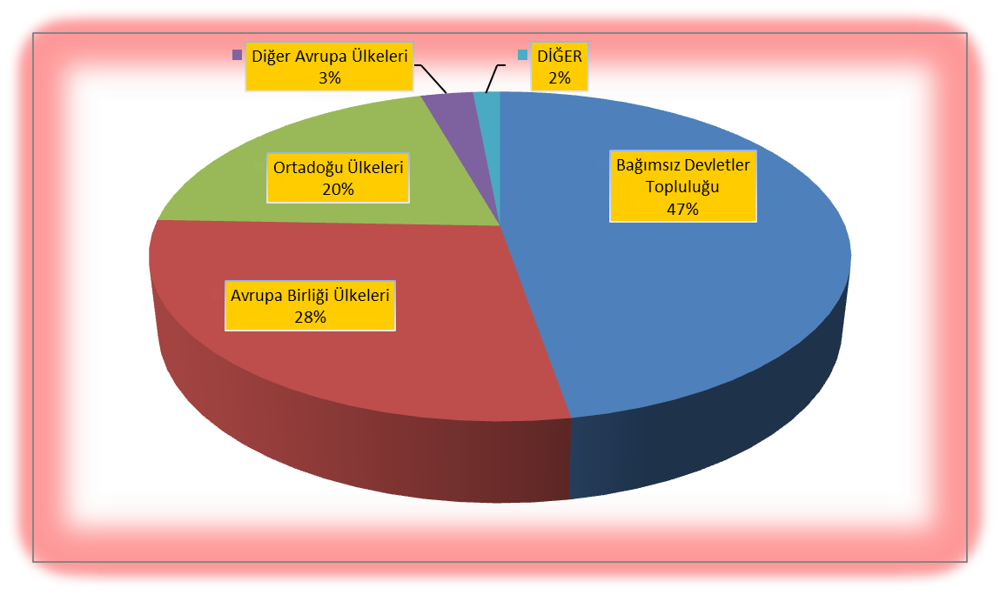 Diğer Avrupa Ülkeleri
3%
DİĞER
2%
Ortadoğu Ülkeleri
20%
Bağımsız Devletler
Topluluğu
47%
Avrupa Birliği Ülkeleri
28%